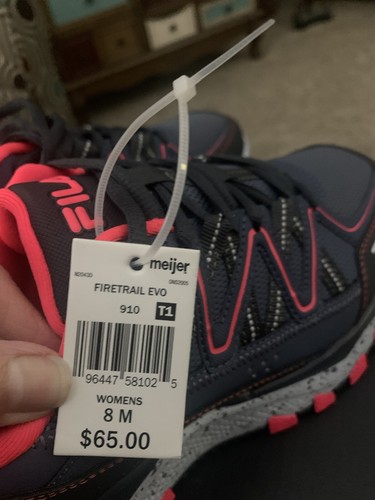 FILA
meijer
FIRETRAIL EVO
910 T1
96447 58102 5
WOMENS
8 M
$65.00